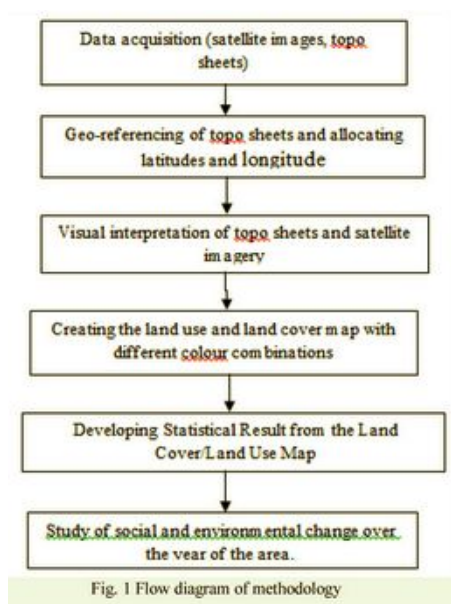 Data acquisition (satellite images, topo
sheets)
Geo-referencing of topo sheets and allocating
latitudes and longitude
Visual interpretation of topo sheets and satellite
imagery
Creating the land use and land cover map with
different colour combinations
Developing Statistical Result from the Land
Cover/Land Use Map
Study of social and environmental change over
the year of the area.
Fig. 1 Flow diagram of methodology